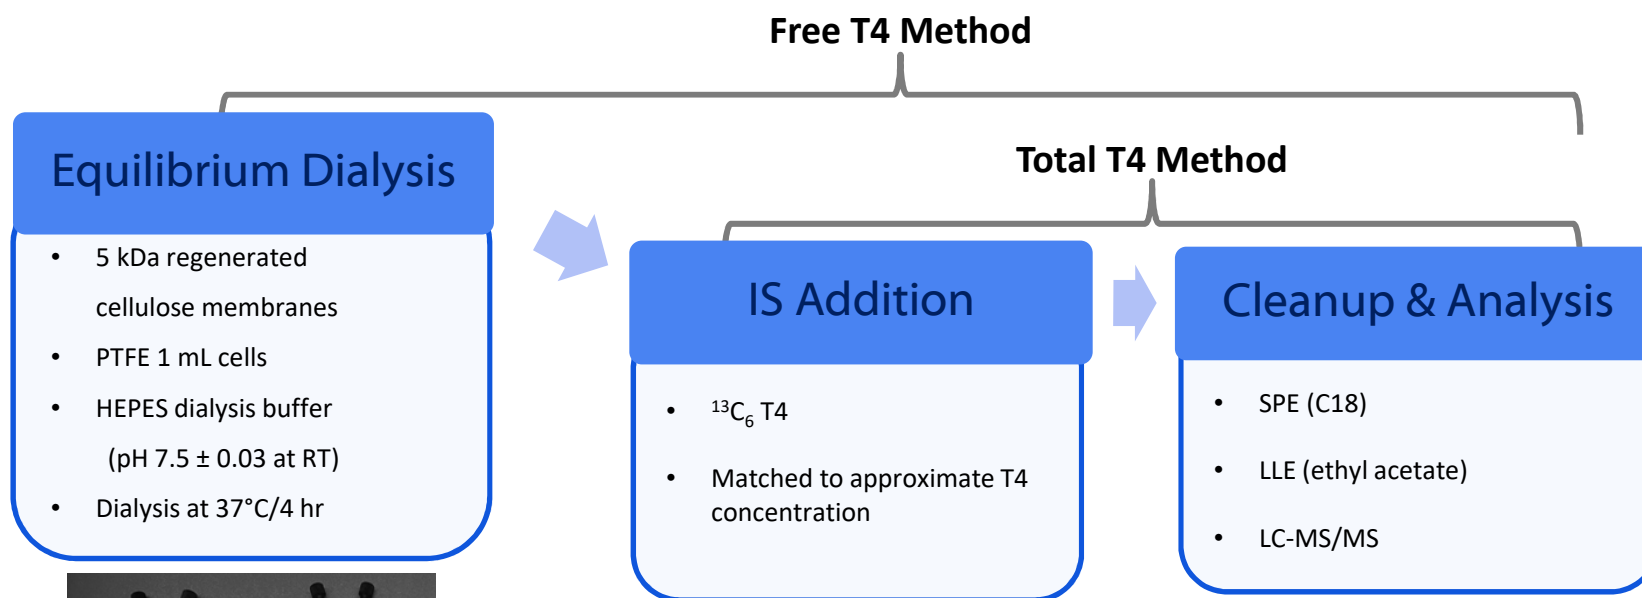 Free T4 Method
Total T4 Method
Equilibrium Dialysis
• 5 kDa regenerated
cellulose membranes
• PTFE 1 mL cells
• HEPES dialysis buffer
(pH 7.5 ± 0.03 at RT)
• Dialysis at 37°C/4 hr
IS Addition
• ¹³C₆ T4
• Matched to approximate T4
concentration
Cleanup & Analysis
• SPE (C18)
• LLE (ethyl acetate)
• LC-MS/MS